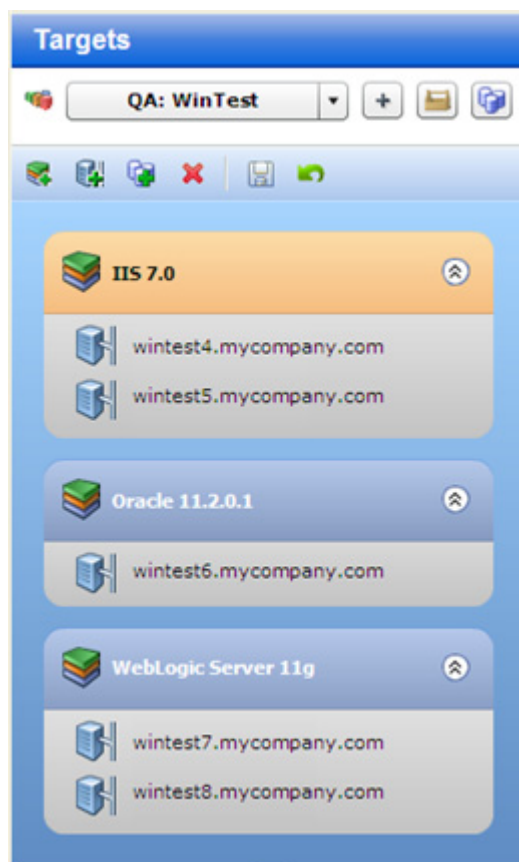 Targets
QA: WinTest
IIS 7.0
wintest4.mycompany.com
wintest5.mycompany.com
Oracle 11.2.0.1
wintest6.mycompany.com
WebLogic Server 11g
wintest7.mycompany.com
wintest8.mycompany.com